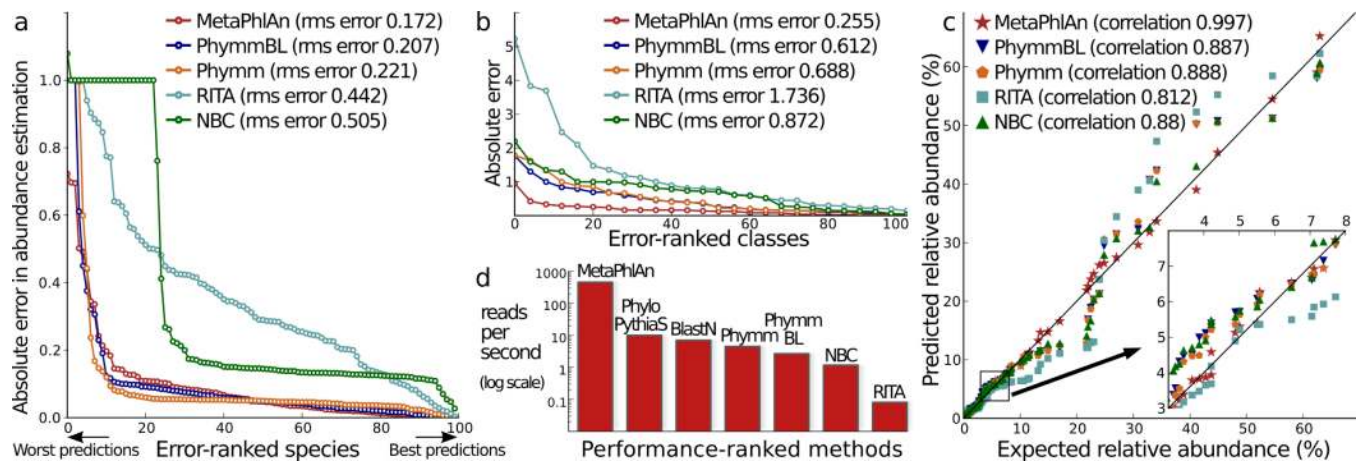 a
MetaPhlAn (rms error 0.172)
PhymmBL (rms error 0.207)
Phymm (rms error 0.221)
RITA (rms error 0.442)
NBC (rms error 0.505)
Absolute error in abundance estimation
1.0
0.8
0.6
0.4
0.2
0.0
0 20 40 60 80 100
Worst predictions
Error-ranked species
Best predictions
b
MetaPhlAn (rms error 0.255)
PhymmBL (rms error 0.612)
Phymm (rms error 0.688)
RITA (rms error 1.736)
NBC (rms error 0.872)
Absolute error
5
4
3
2
1
0 20 40 60 80 100
Error-ranked classes
d
reads per second (log scale)
1000
100
10
1
0.1
MetaPhlAn
Phylo
PythiaS
BlastN
Phymm
Phymm
BL
NBC
RITA
Performance-ranked methods
c
MetaPhlAn (correlation 0.997)
PhymmBL (correlation 0.887)
Phymm (correlation 0.888)
RITA (correlation 0.812)
NBC (correlation 0.88)
Predicted relative abundance (%)
60
50
40
30
20
10
0
0 10 20 30 40 50 60
Expected relative abundance (%)
4 5 6 7 8
8
7
6
5
4
3